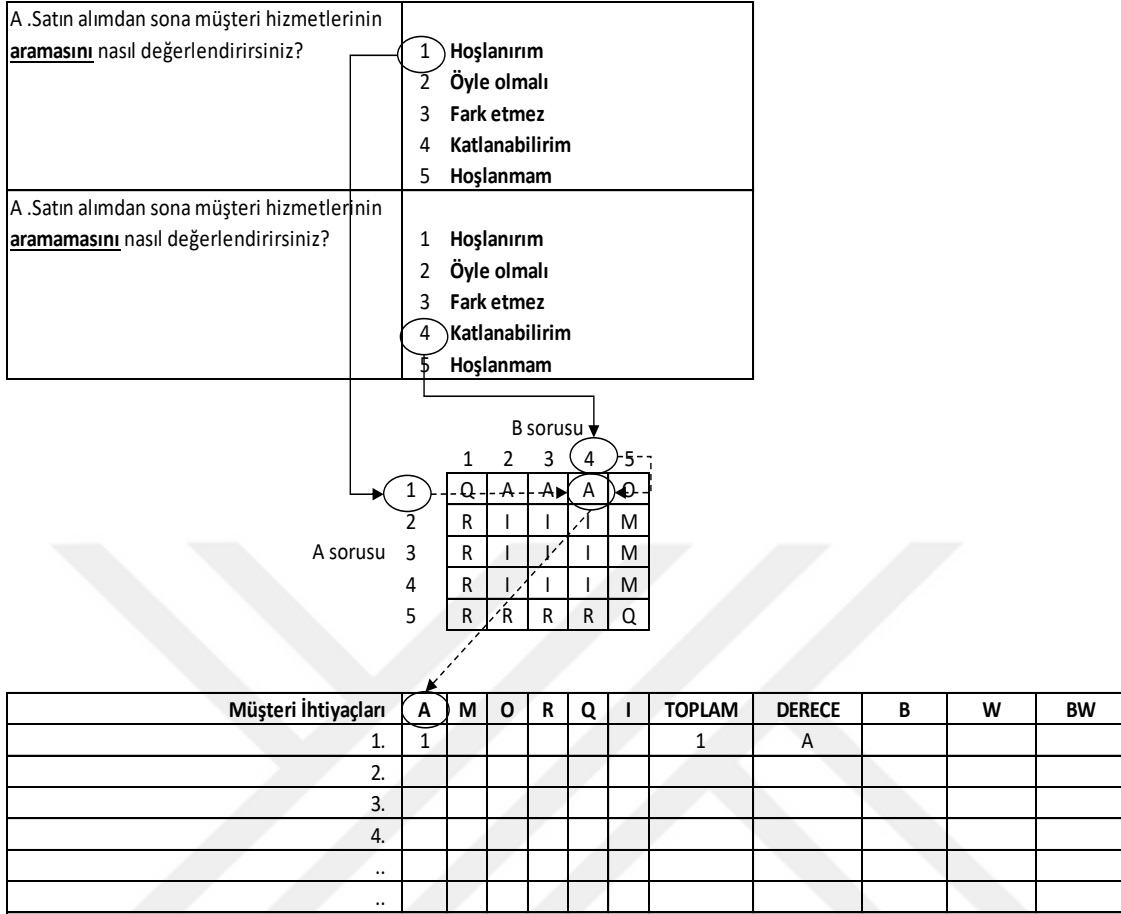 A .Satın alımdan sona müşteri hizmetlerinin
aramasını nasıl değerlendirirsiniz?
1 Hoşlanırım
2 Öyle olmalı
3 Fark etmez
4 Katlanabilirim
5 Hoşlanmam
A .Satın alımdan sona müşteri hizmetlerinin
aramamasını nasıl değerlendirirsiniz?
1 Hoşlanırım
2 Öyle olmalı
3 Fark etmez
4 Katlanabilirim
5 Hoşlanmam
B sorusu
1 2 3 4 5
1 Q A A A O
2 R I I I M
A sorusu 3 R I I I M
4 R I I I M
5 R R R R Q
Müşteri İhtiyaçları A M O R Q I TOPLAM DERECE B W BW
1. 1 1 A
2.
3.
4.
..
..